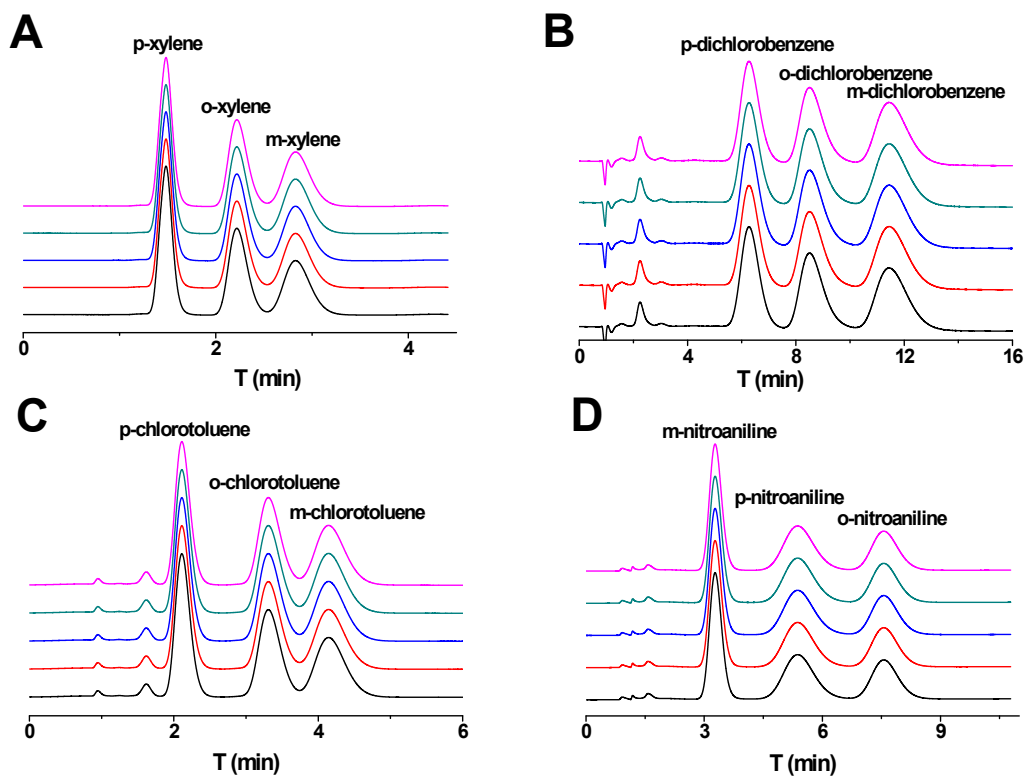 A
p-xylene
o-xylene
m-xylene
0 2 4
T (min)
B
p-dichlorobenzene
o-dichlorobenzene
m-dichlorobenzene
0 4 8 12 16
T (min)
C
p-chlorotoluene
o-chlorotoluene
m-chlorotoluene
0 2 4 6
T (min)
D
m-nitroaniline
p-nitroaniline
o-nitroaniline
0 3 6 9
T (min)